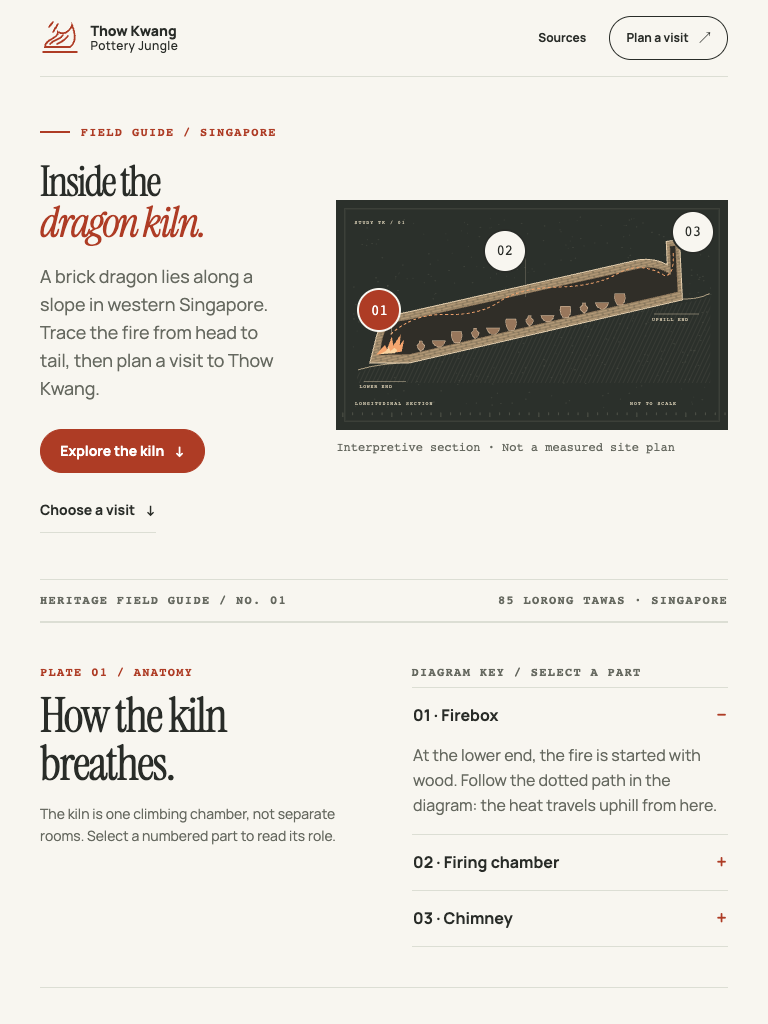 Thow Kwang
Pottery Jungle
Sources
Plan a visit ↗
FIELD GUIDE / SINGAPORE
Inside the
dragon kiln.
A brick dragon lies along a
slope in western Singapore.
Trace the fire from head to
tail, then plan a visit to Thow
Kwang.
Explore the kiln ↓
Choose a visit ↓
STUDY TK / 01
01
02
03
UPHILL END
LOWER END
LONGITUDINAL SECTION
NOT TO SCALE
Interpretive section · Not a measured site plan
HERITAGE FIELD GUIDE / NO. 01
85 LORONG TAWAS · SINGAPORE
PLATE 01 / ANATOMY
How the kiln
breathes.
The kiln is one climbing chamber, not separate
rooms. Select a numbered part to read its role.
DIAGRAM KEY / SELECT A PART
01 · Firebox −
At the lower end, the fire is started with
wood. Follow the dotted path in the
diagram: the heat travels uphill from here.
02 · Firing chamber +
03 · Chimney +